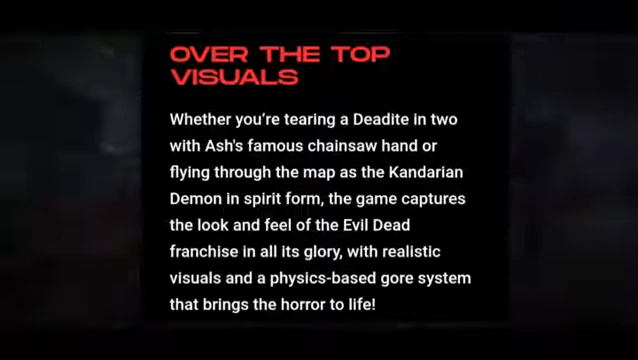 OVER THE TOP
VISUALS
Whether you're tearing a Deadite in two
with Ash's famous chainsaw hand or
flying through the map as the Kandarian
Demon in spirit form, the game captures
the look and feel of the Evil Dead
franchise in all its glory, with realistic
visuals and a physics-based gore system
that brings the horror to life!